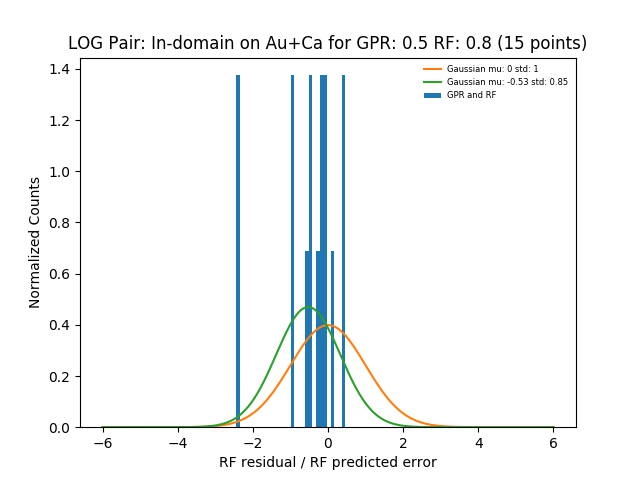 LOG Pair: In-domain on Au+Ca for GPR: 0.5 RF: 0.8 (15 points)
Gaussian mu: 0 std: 1
Gaussian mu: -0.53 std: 0.85
GPR and RF
Normalized Counts
1.4
1.2
1.0
0.8
0.6
0.4
0.2
0.0
−6 −4 −2 0 2 4 6
RF residual / RF predicted error